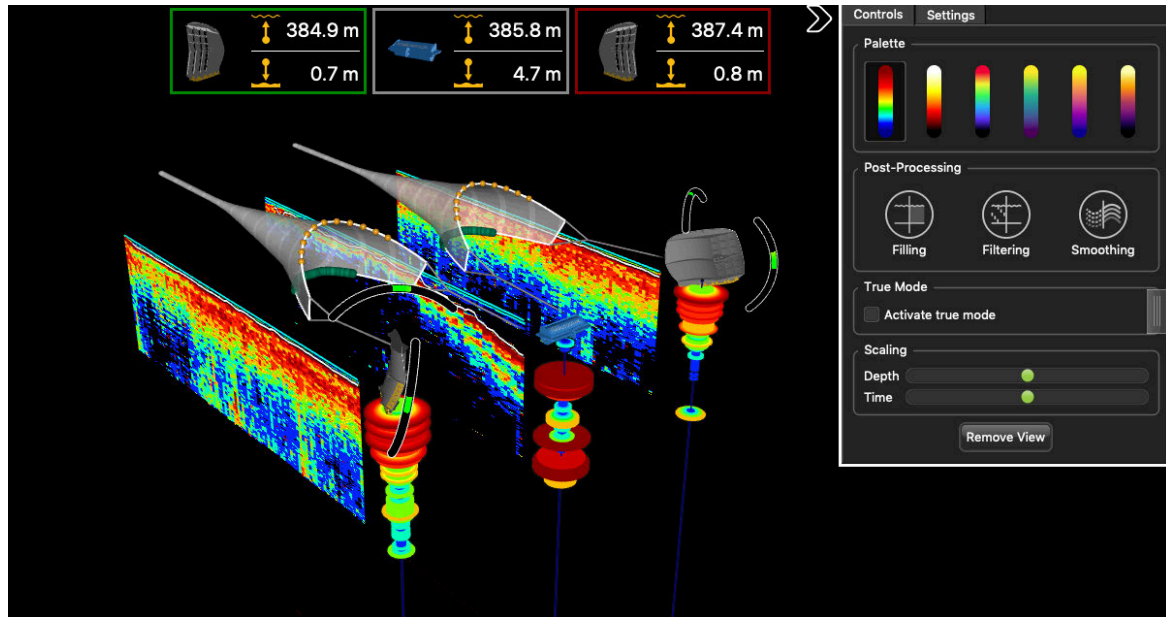 384.9 m
0.7 m
385.8 m
4.7 m
387.4 m
0.8 m
Controls
Settings
Palette
Post-Processing
Filling
Filtering
Smoothing
True Mode
Activate true mode
Scaling
Depth
Time
Remove View